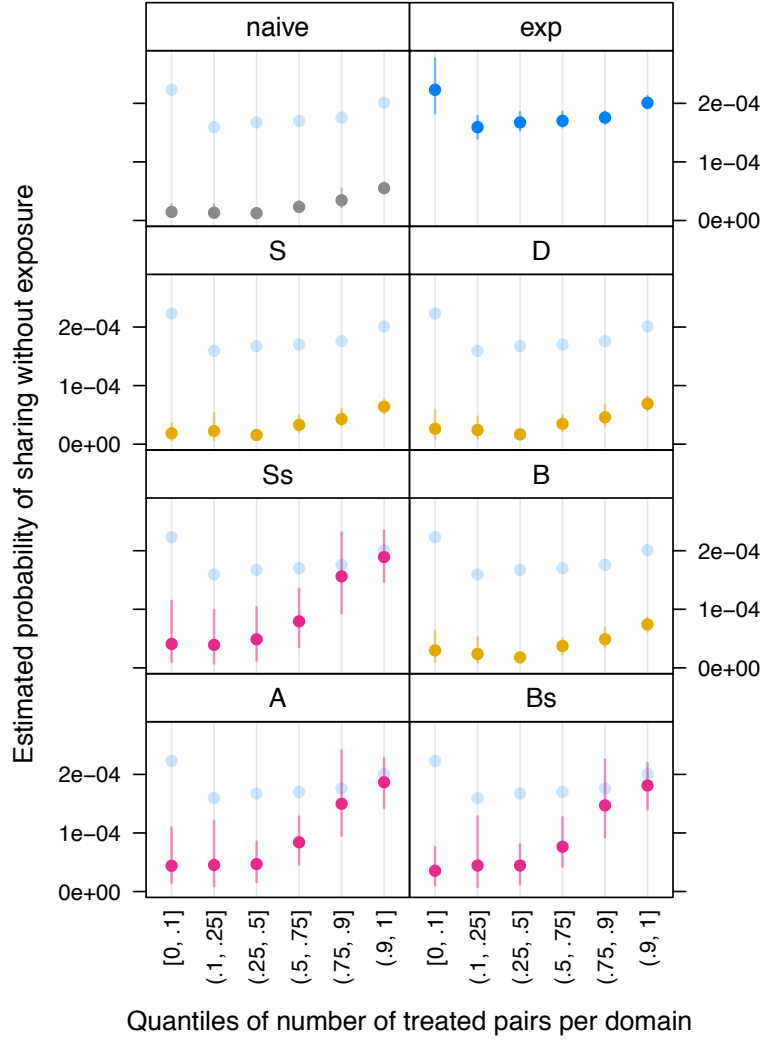 naive
exp
2e−04
1e−04
0e+00
S
D
2e−04
1e−04
0e+00
Ss
B
2e−04
1e−04
0e+00
A
Bs
2e−04
1e−04
0e+00
[0, .1]
(.1, .25]
(.25, .5]
(.5, .75]
(.75, .9]
(.9, 1]
[0, .1]
(.1, .25]
(.25, .5]
(.5, .75]
(.75, .9]
(.9, 1]
Estimated probability of sharing without exposure
Quantiles of number of treated pairs per domain